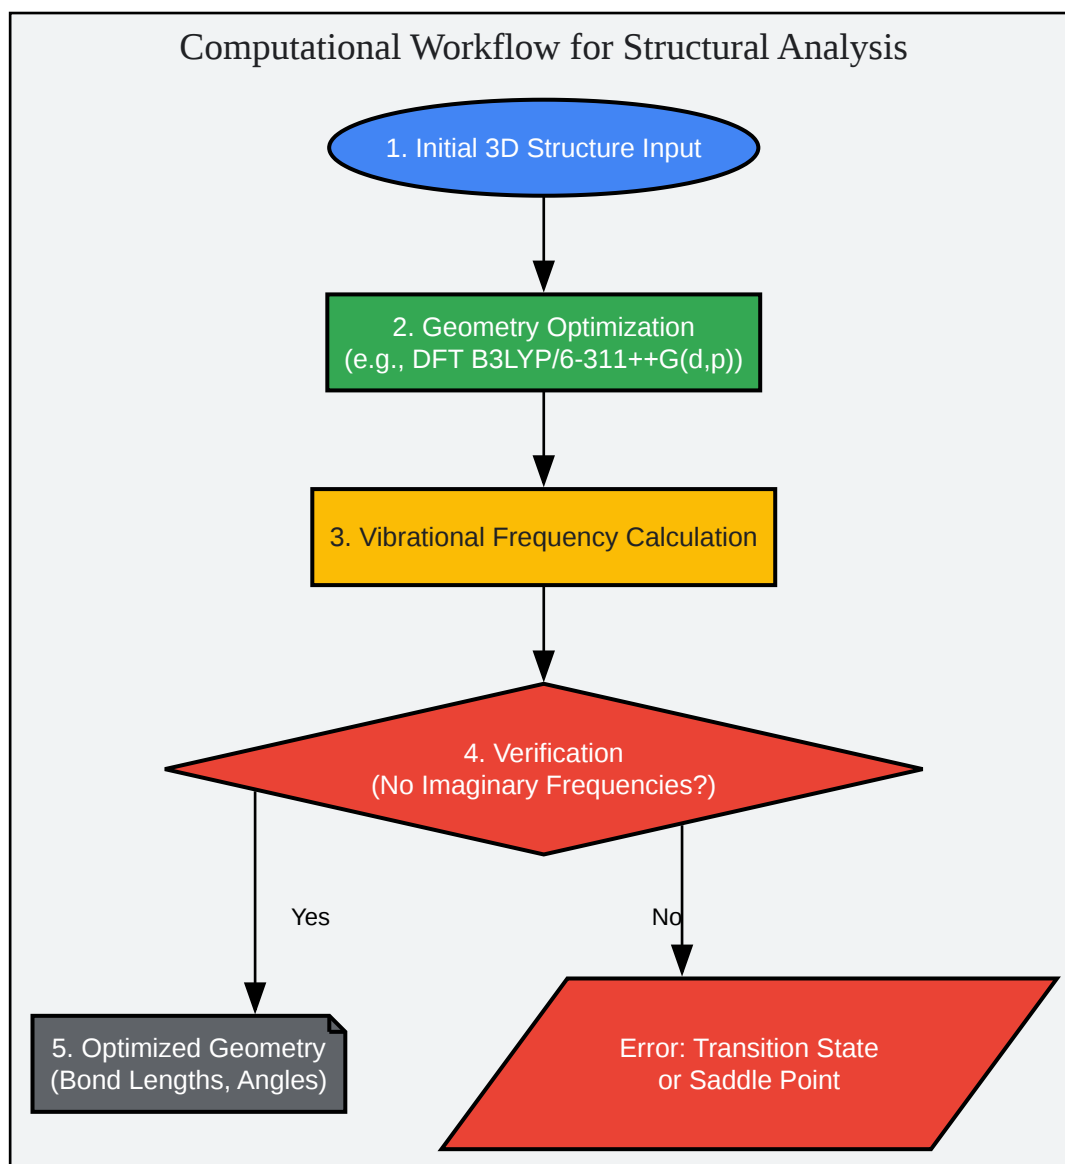 Computational Workflow for Structural Analysis
1. Initial 3D Structure Input
2. Geometry Optimization
(e.g., DFT B3LYP/6-311++G(d,p))
3. Vibrational Frequency Calculation
4. Verification
(No Imaginary Frequencies?)
Yes
No
5. Optimized Geometry
(Bond Lengths, Angles)
Error: Transition State
or Saddle Point